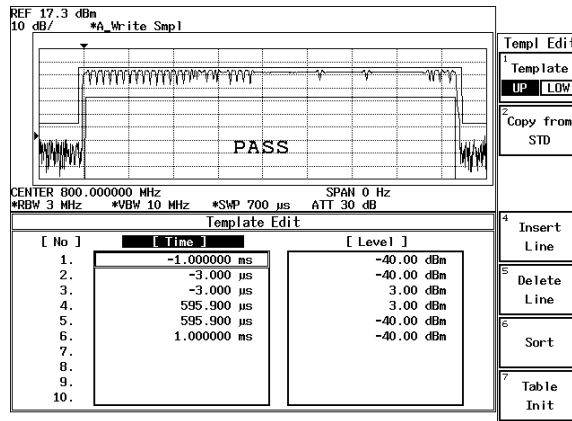 REF 17.3 dBm
10 dB/ *A_Write Smpl
PASS
CENTER 800.000000 MHz SPAN 0 Hz
*RBW 3 MHz *VBW 10 MHz *SWP 700 µs ATT 30 dB
Template Edit
[ No ] [ Time ] [ Level ]
1. -1.000000 ms -40.00 dBm
2. -3.000 µs -40.00 dBm
3. -3.000 µs 3.00 dBm
4. 595.900 µs 3.00 dBm
5. 595.900 µs -40.00 dBm
6. 1.000000 ms -40.00 dBm
7.
8.
9.
10.
Templ Edit
1 Template
UP LOW
2 Copy from
STD
4 Insert
Line
5 Delete
Line
6 Sort
7 Table
Init